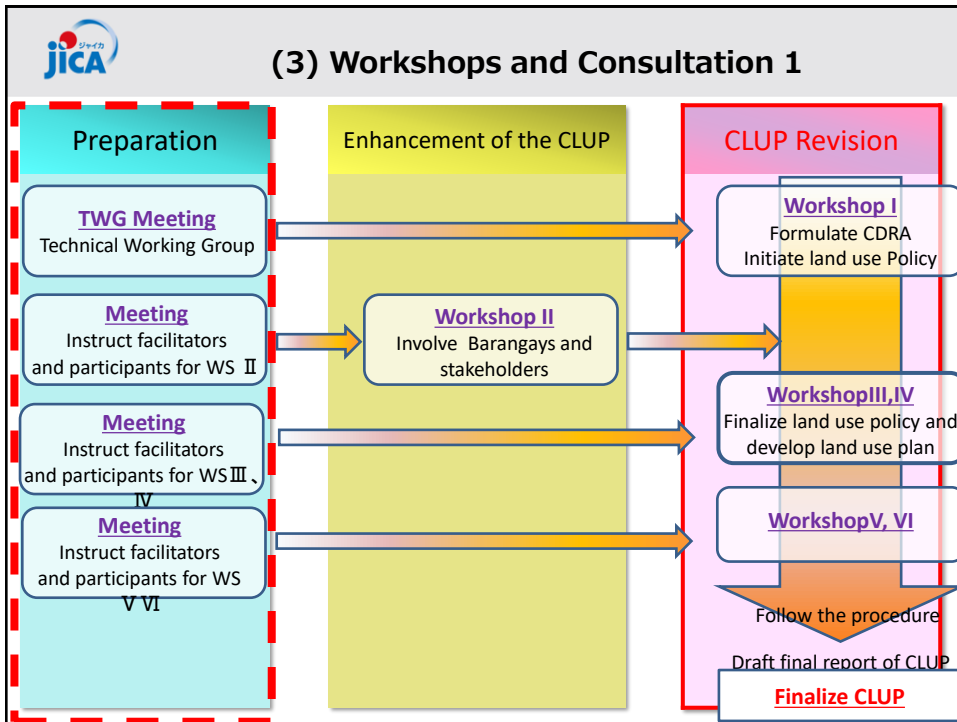 ジャイカ
JICA
(3) Workshops and Consultation 1
Preparation
TWG Meeting
Technical Working Group
Meeting
Instruct facilitators
and participants for WS Ⅱ
Meeting
Instruct facilitators
and participants for WSⅢ、
Ⅳ
Meeting
Instruct facilitators
and participants for WS
Ⅴ Ⅵ
Enhancement of the CLUP
Workshop II
Involve Barangays and
stakeholders
CLUP Revision
Workshop I
Formulate CDRA
Initiate land use Policy
WorkshopIII,IV
Finalize land use policy and
develop land use plan
WorkshopV, VI
Follow the procedure
Draft final report of CLUP
Finalize CLUP